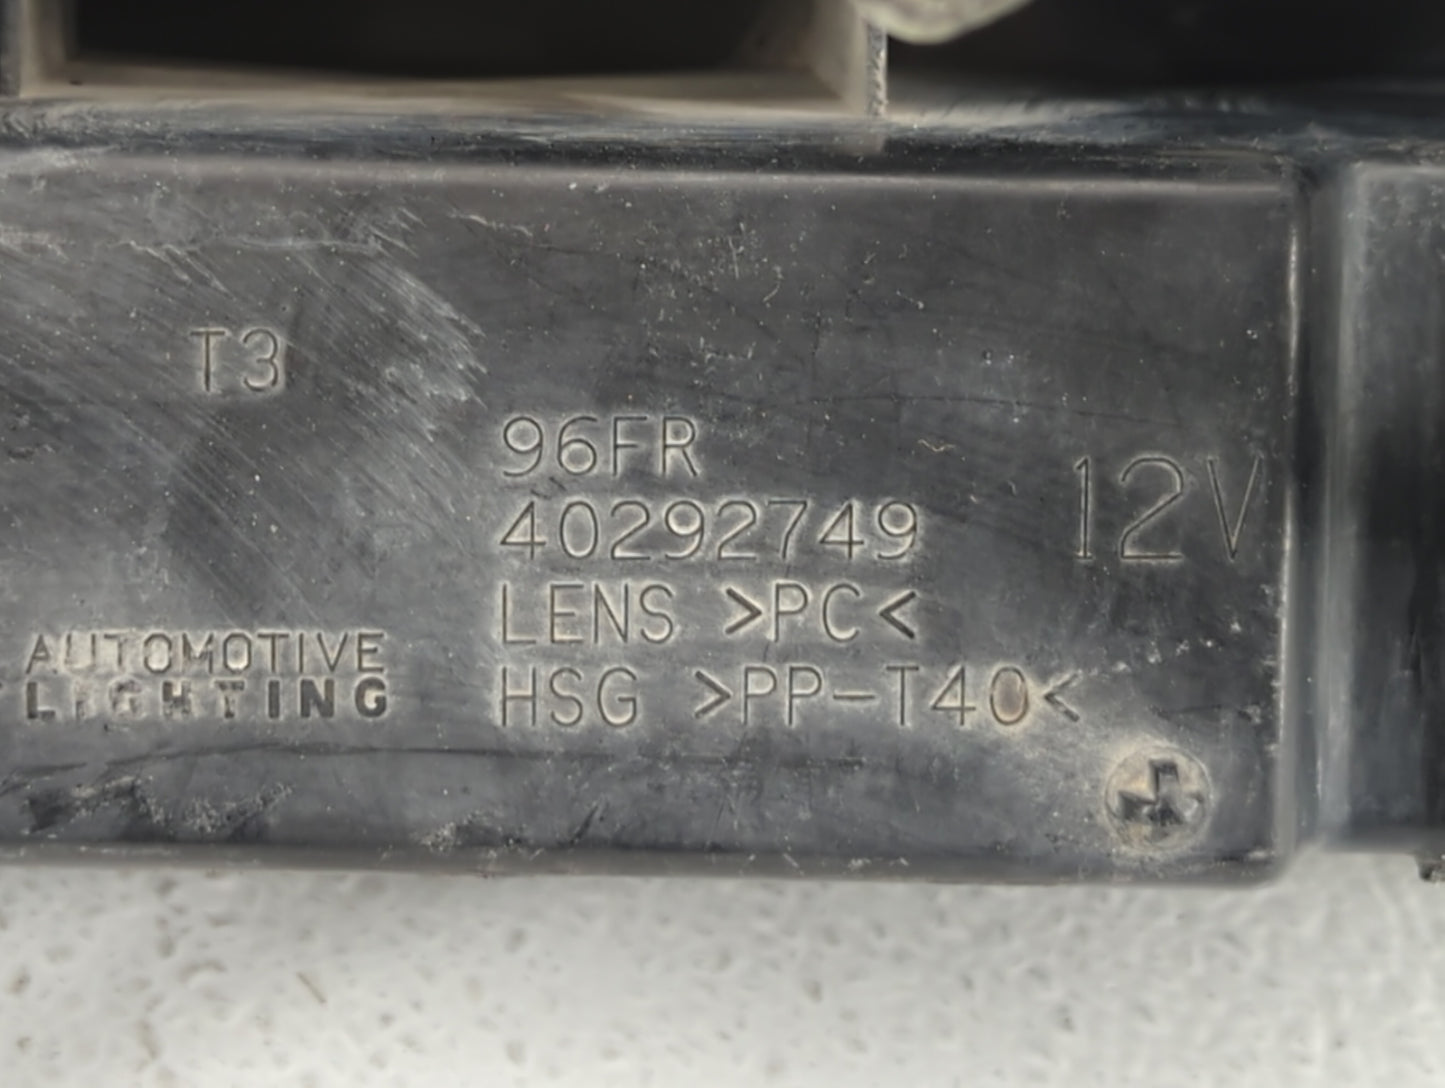 T3
96FR
40292749
12V
LENS >PC<
HSG >PP-T40<
AUTOMOTIVE
LIGHTING